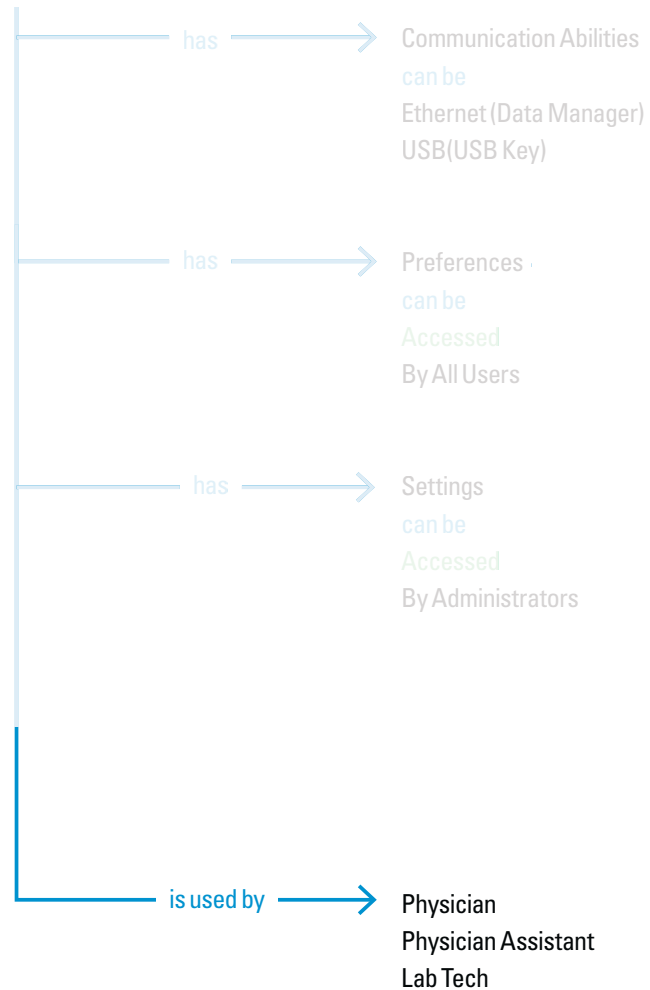 has
Communication Abilities
can be
Ethernet (Data Manager)
USB(USB Key)
has
Preferences
can be
Accessed
By All Users
has
Settings
can be
Accessed
By Administrators
is used by
Physician
Physician Assistant
Lab Tech